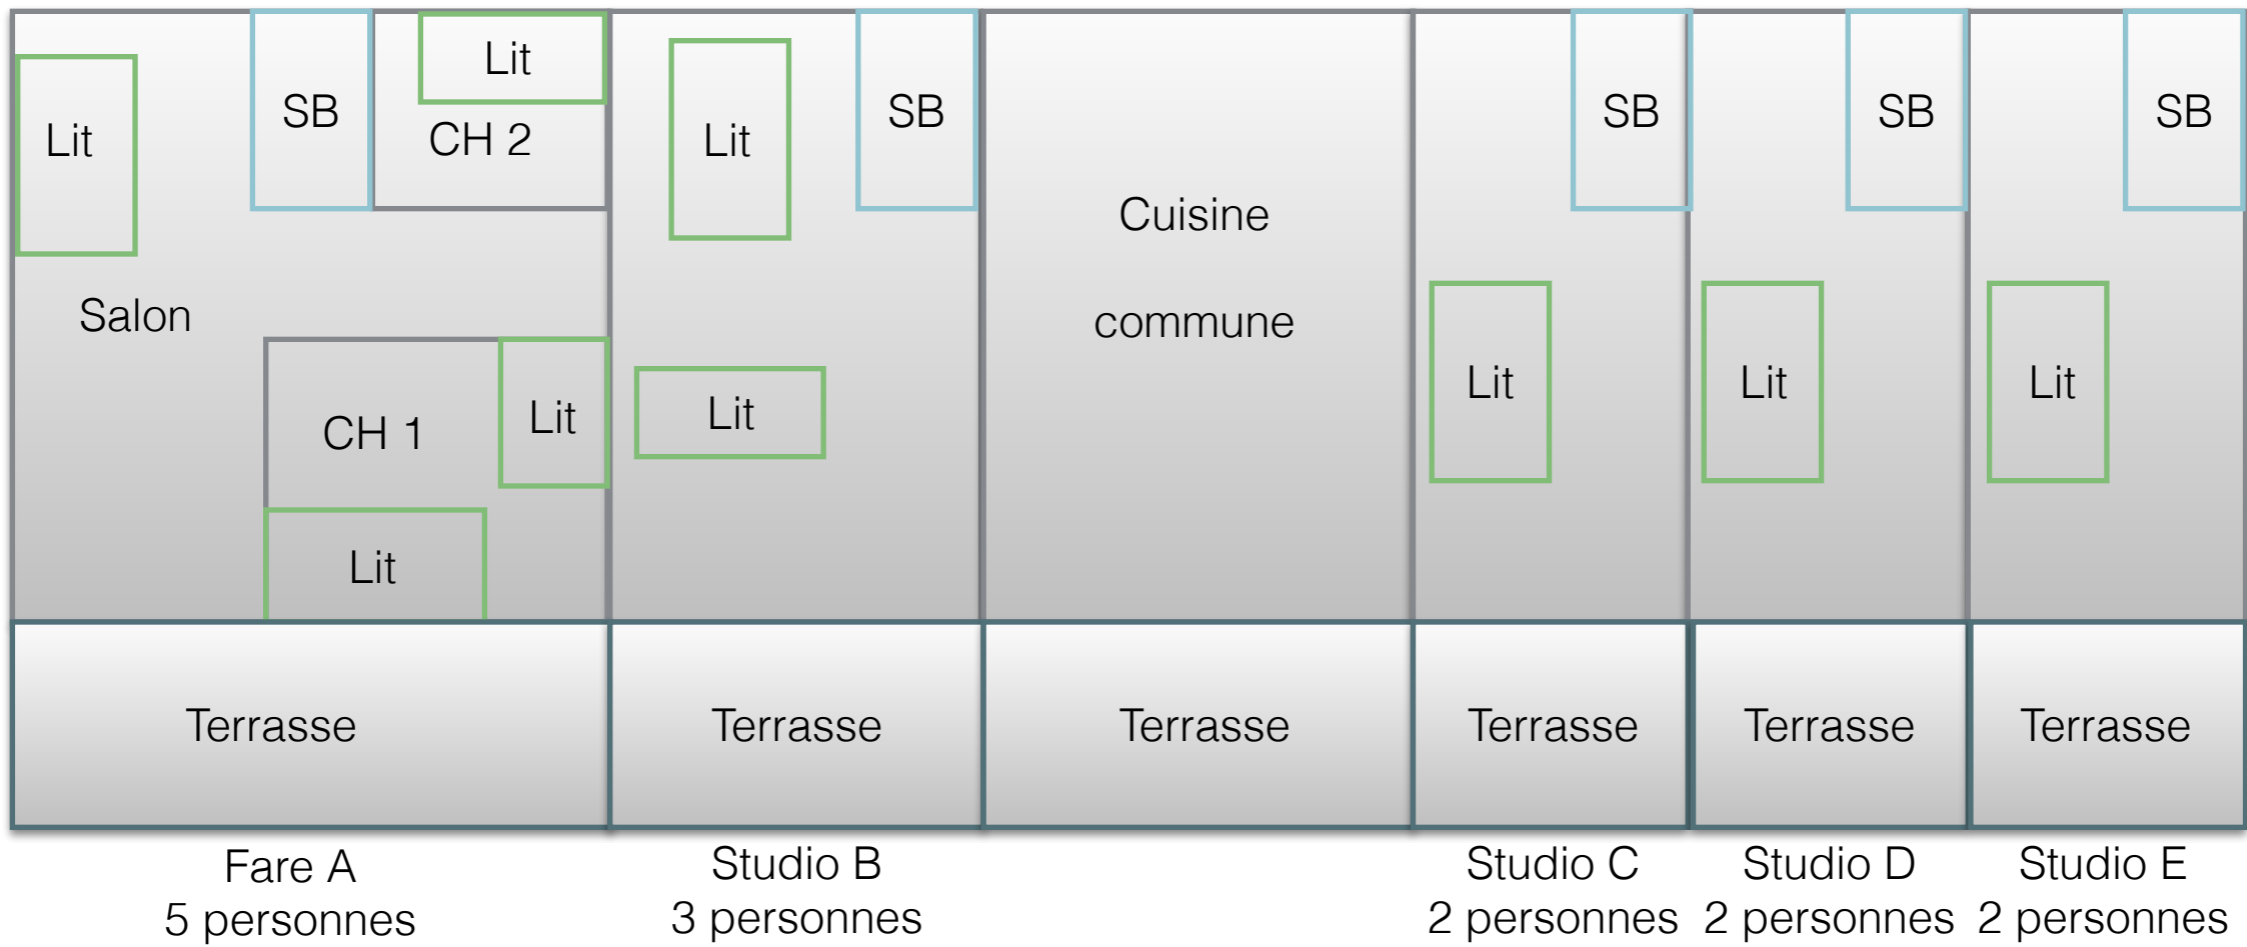 Lit
SB
Lit
CH 2
Salon
CH 1
Lit
Lit
Lit
SB
Lit
Cuisine
commune
SB
Lit
SB
Lit
SB
Lit
Terrasse
Terrasse
Terrasse
Terrasse
Terrasse
Terrasse
Fare A
5 personnes
Studio B
3 personnes
Studio C
2 personnes
Studio D
2 personnes
Studio E
2 personnes